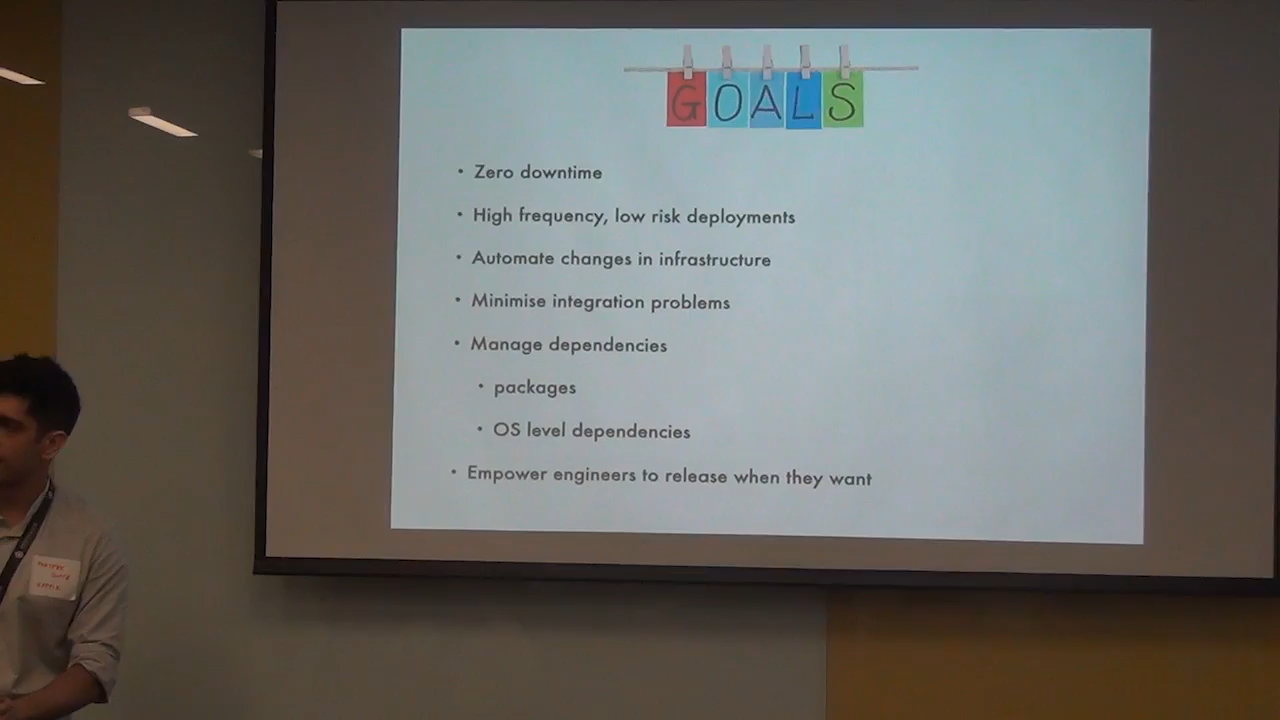 GOALS
• Zero downtime
• High frequency, low risk deployments
• Automate changes in infrastructure
• Minimise integration problems
• Manage dependencies
• packages
• OS level dependencies
• Empower engineers to release when they want